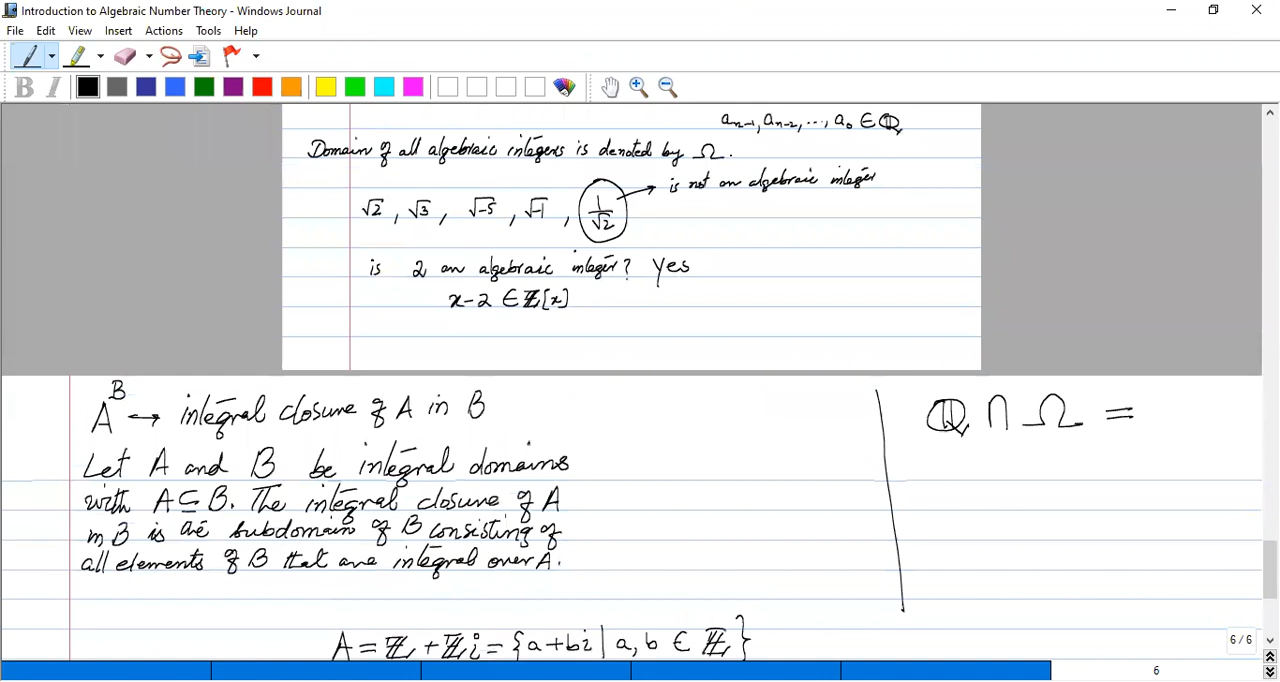 Introduction to Algebraic Number Theory - Windows Journal
File Edit View Insert Actions Tools Help
B I
aₙ₋₁, aₙ₋₂, ..., a₀ ∈ ℚ
Domain of all algebraic integers is denoted by Ω.
is not an algebraic integer
√2, √3, √-5, √-1, 1/√2
is 2 an algebraic integer? Yes
x-2 ∈ ℤ[x]
Aᴮ → integral closure of A in B
Let A and B be integral domains
with A ⊆ B. The integral closure of A
in B is the subdomain of B consisting of
all elements of B that are integral over A.
A = ℤ + ℤi = {a+bi | a, b ∈ ℤ}
ℚ ∩ Ω =
6/6
6